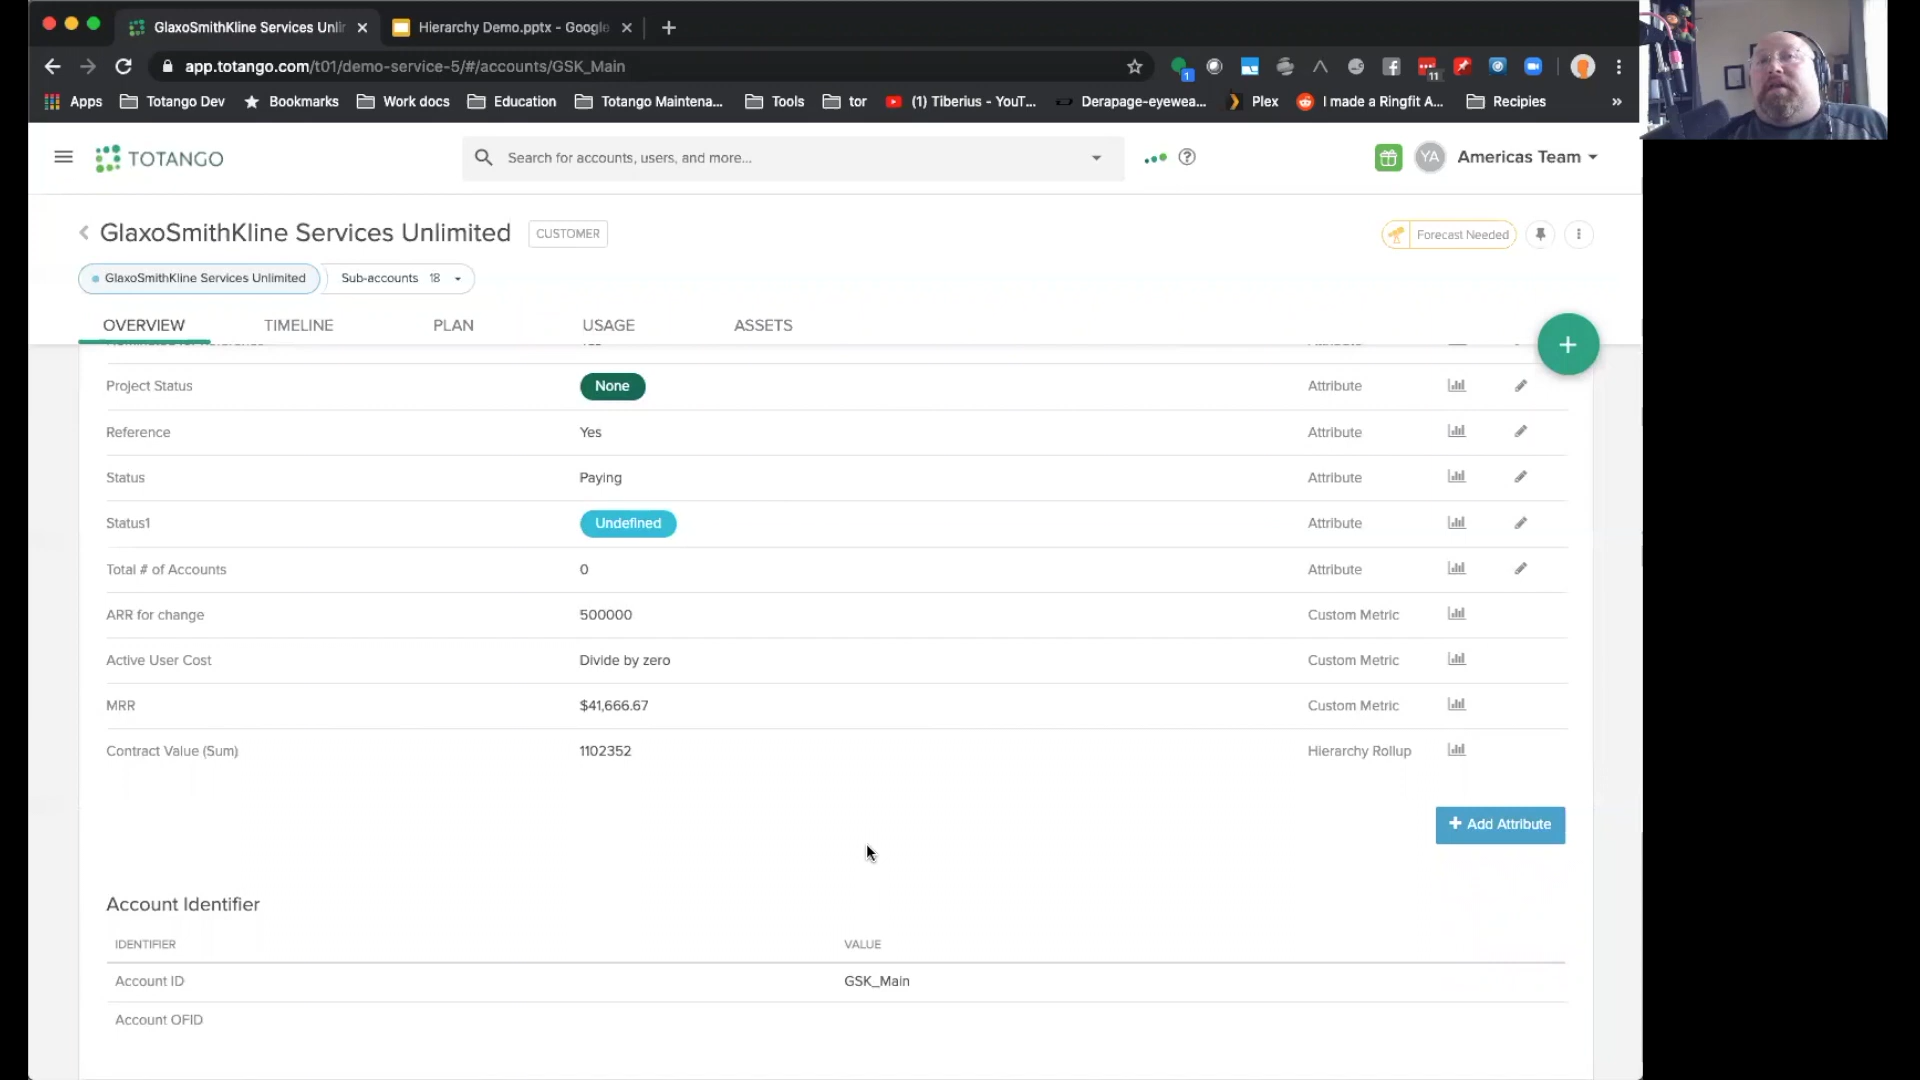 GlaxoSmithKline Services Unli
Hierarchy Demo.pptx - Google
app.totango.com/t01/demo-service-5/#/accounts/GSK_Main
1
11
Apps
Totango Dev
Bookmarks
Work docs
Education
Totango Maintena...
Tools
tor
(1) Tiberius - YouT...
Derapage-eyewea...
Plex
I made a Ringfit A...
Recipies
»
TOTANGO
Search for accounts, users, and more...
YA
Americas Team
GlaxoSmithKline Services Unlimited
CUSTOMER
Forecast Needed
GlaxoSmithKline Services Unlimited
Sub-accounts 18
OVERVIEW
TIMELINE
PLAN
USAGE
ASSETS
Project Status None Attribute
Reference Yes Attribute
Status Paying Attribute
Status1 Undefined Attribute
Total # of Accounts 0 Attribute
ARR for change 500000 Custom Metric
Active User Cost Divide by zero Custom Metric
MRR $41,666.67 Custom Metric
Contract Value (Sum) 1102352 Hierarchy Rollup
+ Add Attribute
Account Identifier
IDENTIFIER VALUE
Account ID GSK_Main
Account OFID